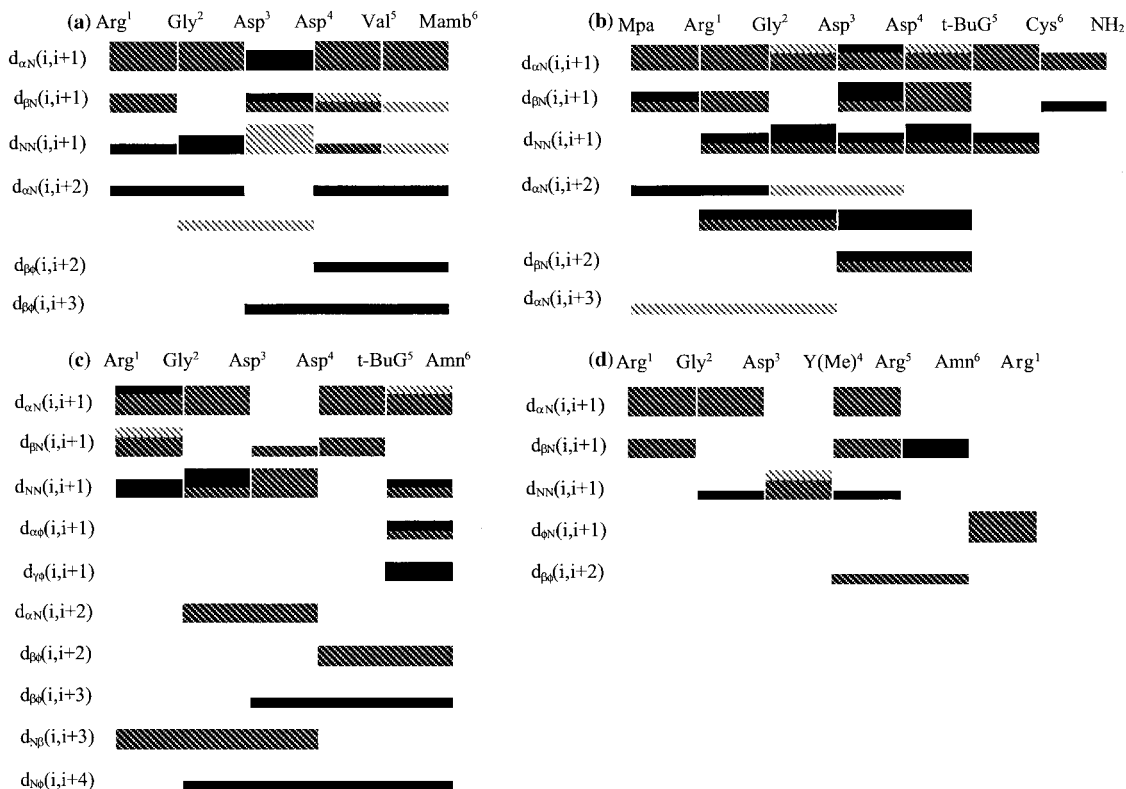 (a) Arg¹ Gly² Asp³ Asp⁴ Val⁵ Mamb⁶
dαN(i,i+1)
dβN(i,i+1)
dNN(i,i+1)
dαN(i,i+2)
dβφ(i,i+2)
dβφ(i,i+3)
(b) Mpa Arg¹ Gly² Asp³ Asp⁴ t-BuG⁵ Cys⁶ NH₂
dαN(i,i+1)
dβN(i,i+1)
dNN(i,i+1)
dαN(i,i+2)
dβN(i,i+2)
dαN(i,i+3)
(c) Arg¹ Gly² Asp³ Asp⁴ t-BuG⁵ Amn⁶
dαN(i,i+1)
dβN(i,i+1)
dNN(i,i+1)
dαφ(i,i+1)
dγφ(i,i+1)
dαN(i,i+2)
dβφ(i,i+2)
dβφ(i,i+3)
dNβ(i,i+3)
dNφ(i,i+4)
(d) Arg¹ Gly² Asp³ Y(Me)⁴ Arg⁵ Amn⁶ Arg¹
dαN(i,i+1)
dβN(i,i+1)
dNN(i,i+1)
dφN(i,i+1)
dβφ(i,i+2)